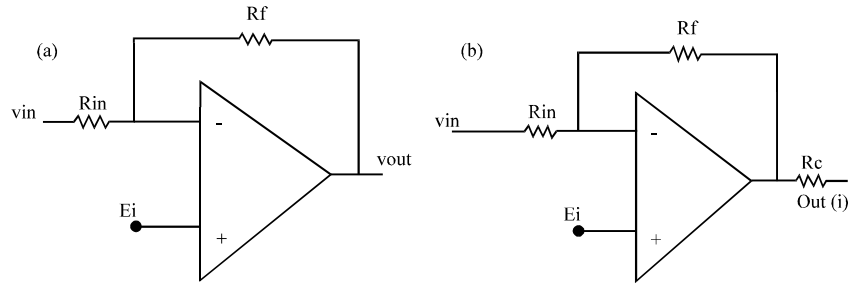 (a)
Rf
vin
Rin
-
vout
Ei
+
(b)
Rf
vin
Rin
-
Rc
Out (i)
Ei
+